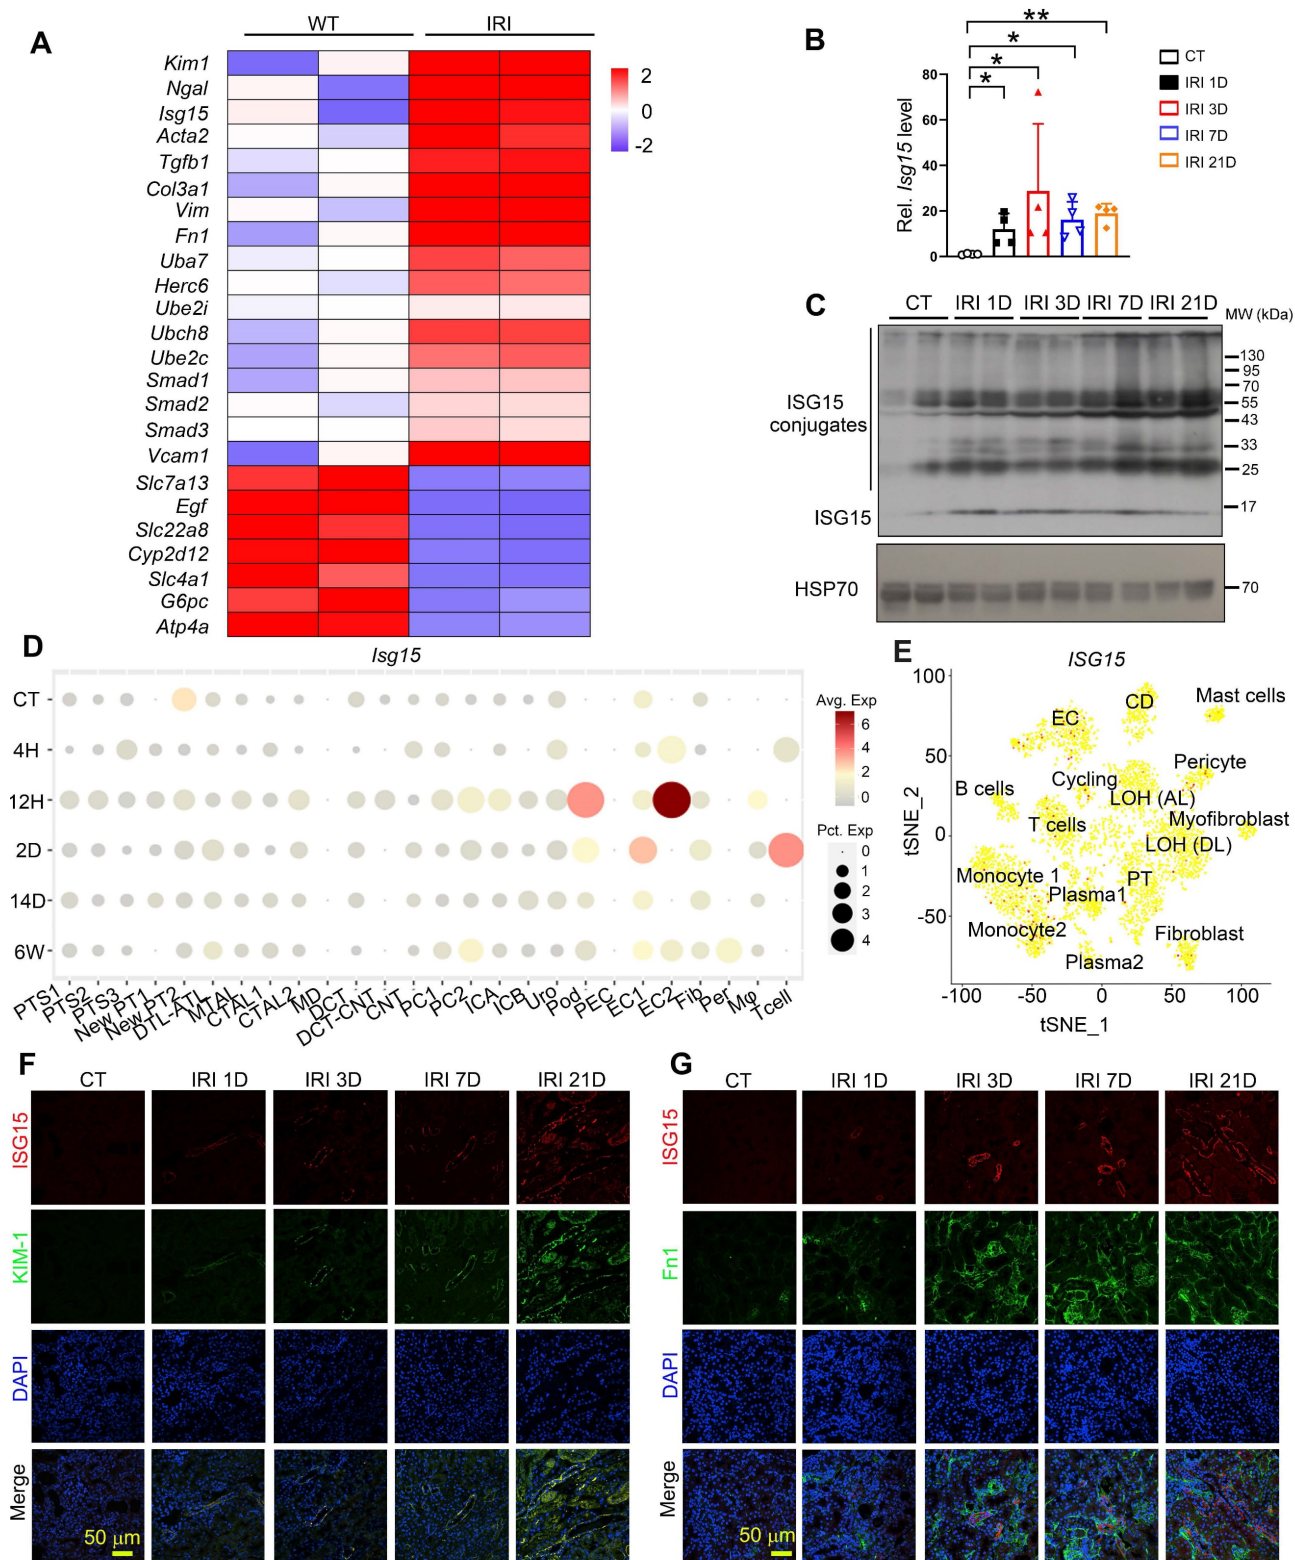 A
WT IRI
Kim1
Ngal
Isg15
Acta2
Tgfb1
Col3a1
Vim
Fn1
Uba7
Herc6
Ube2i
Ubch8
Ube2c
Smad1
Smad2
Smad3
Vcam1
Slc7a13
Egf
Slc22a8
Cyp2d12
Slc4a1
G6pc
Atp4a
2
0
-2
B
Rel. Isg15 level
80
60
40
20
0
**
*
*
*
CT
IRI 1D
IRI 3D
IRI 7D
IRI 21D
C
CT IRI 1D IRI 3D IRI 7D IRI 21D
MW (kDa)
ISG15
conjugates
ISG15
130
95
70
55
43
33
25
17
HSP70
70
D
Isg15
CT
4H
12H
2D
14D
6W
PTS1
PTS2
PTS3
New PT1
New PT2
DTL-ATL
MTAL
CTAL1
CTAL2
MD
DCT
DCT-CNT
CNT
PC1
PC2
ICA
ICB
Uro
Pod
PEC
EC1
EC2
Fib
Per
Mφ
Tcell
Avg. Exp
6
4
2
0
Pct. Exp
0
1
2
3
4
E
ISG15
tSNE_2
100
50
0
-50
-100 -50 0 50 100
tSNE_1
EC
CD
Mast cells
Pericyte
Cycling
B cells
LOH (AL)
T cells
Myofibroblast
LOH (DL)
Monocyte 1
PT
Plasma1
Monocyte2
Fibroblast
Plasma2
F
CT IRI 1D IRI 3D IRI 7D IRI 21D
ISG15
KIM-1
DAPI
Merge
50 μm
G
CT IRI 1D IRI 3D IRI 7D IRI 21D
ISG15
Fn1
DAPI
Merge
50 μm